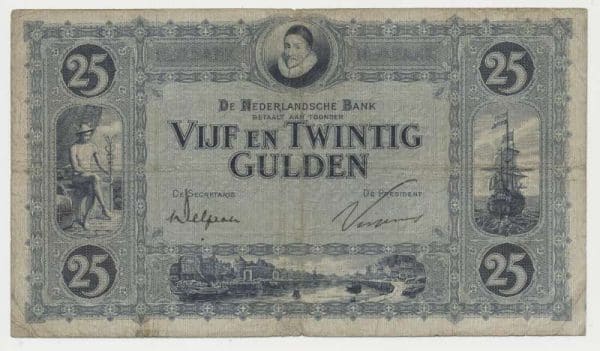 25
25
De Nederlandsche Bank
BETAALT AAN TOONDER
VIJF EN TWINTIG
GULDEN
De Secretaris
De President
25
25